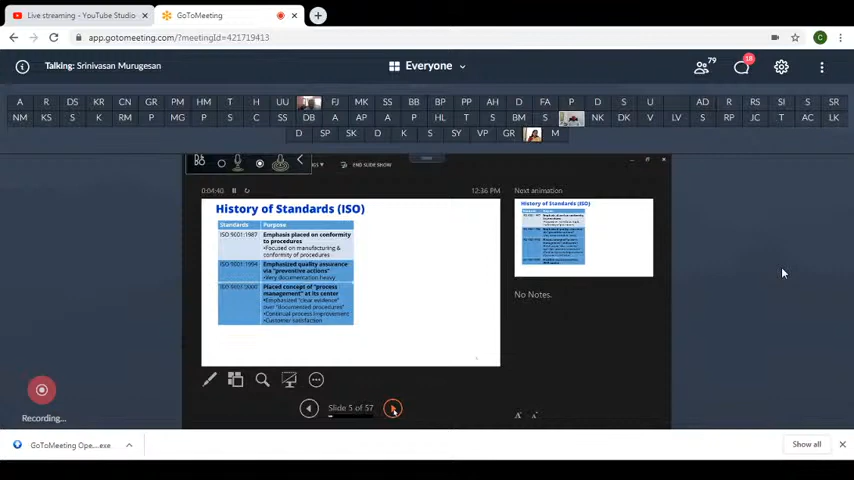 Live streaming - YouTube Studio
GoToMeeting
app.gotomeeting.com/?meetingId=421719413
C
Talking: Srinivasan Murugesan
Everyone
79
18
A R DS KR CN GR PM HM T H UU FJ MK SS BB BP PP AH D FA P D S U AD R RS SI S SR
NM KS S K RM P MG P S C SS DB A AP A P HL T S BM S NK DK V LV S RP JC T AC LK
D SP SK D K S SY VP GR M
END SLIDE SHOW
0:04:40
12:36 PM
Next animation
History of Standards (ISO)
Standards Purpose
ISO 9001:1987 Emphasis placed on conformity
to procedures
•Focused on manufacturing &
conformity of procedures
ISO 9001:1994 Emphasized quality assurance
via "preventive actions"
•Very documentation heavy
ISO 9001:2000 Placed concept of "process
management" at its center
•Emphasized "clear evidence"
over "documented procedures"
•Continual process improvement
•Customer satisfaction
History of Standards (ISO)
No Notes.
Slide 5 of 57
A A
Recording...
GoToMeeting Ope....exe
Show all